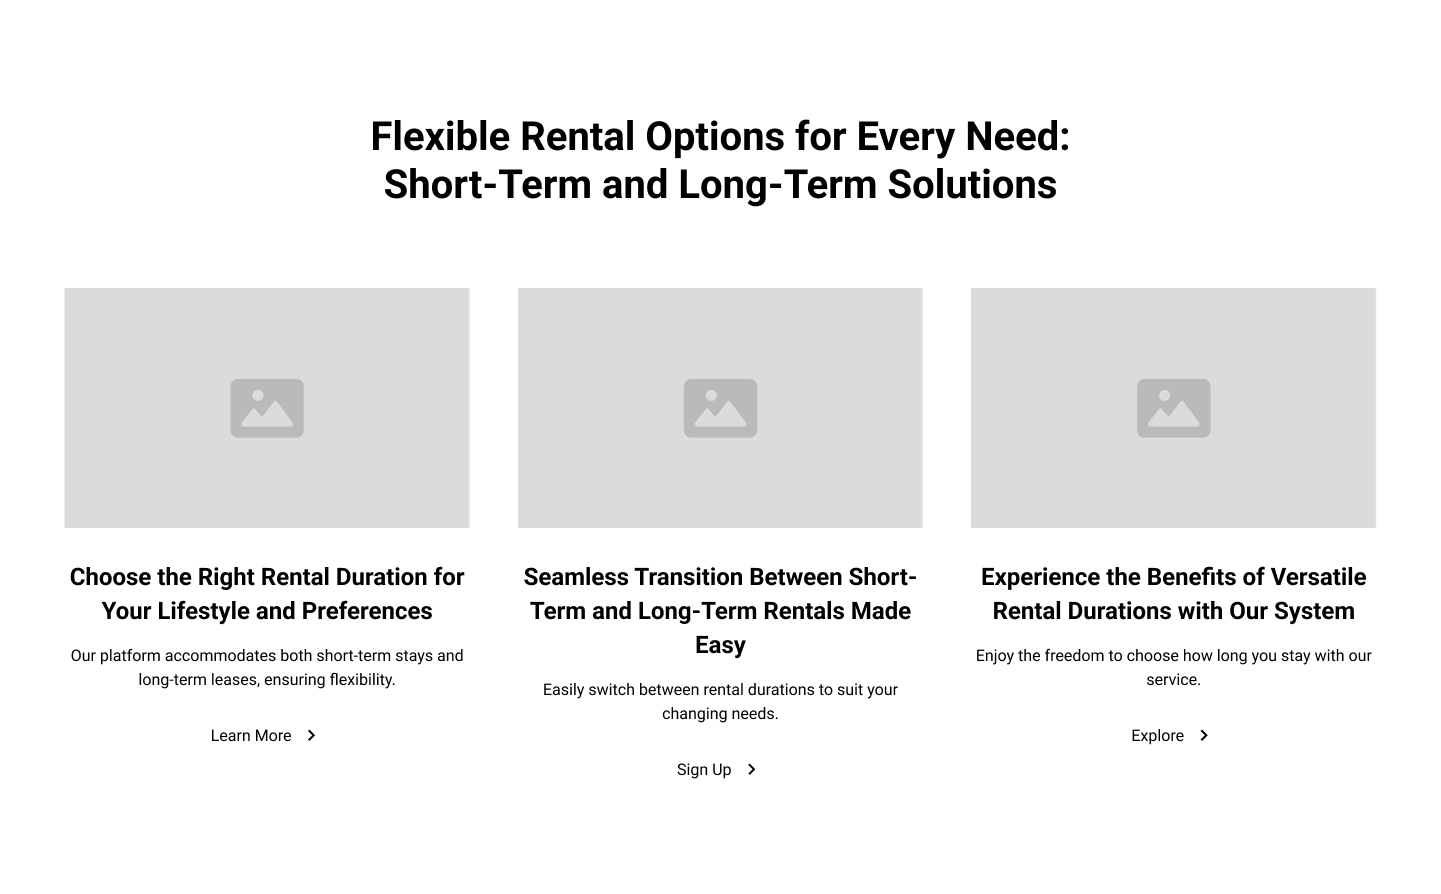 Flexible Rental Options for Every Need:
Short-Term and Long-Term Solutions
Choose the Right Rental Duration for
Your Lifestyle and Preferences
Our platform accommodates both short-term stays and
long-term leases, ensuring flexibility.
Learn More
Seamless Transition Between Short-
Term and Long-Term Rentals Made
Easy
Easily switch between rental durations to suit your
changing needs.
Sign Up
Experience the Benefits of Versatile
Rental Durations with Our System
Enjoy the freedom to choose how long you stay with our
service.
Explore